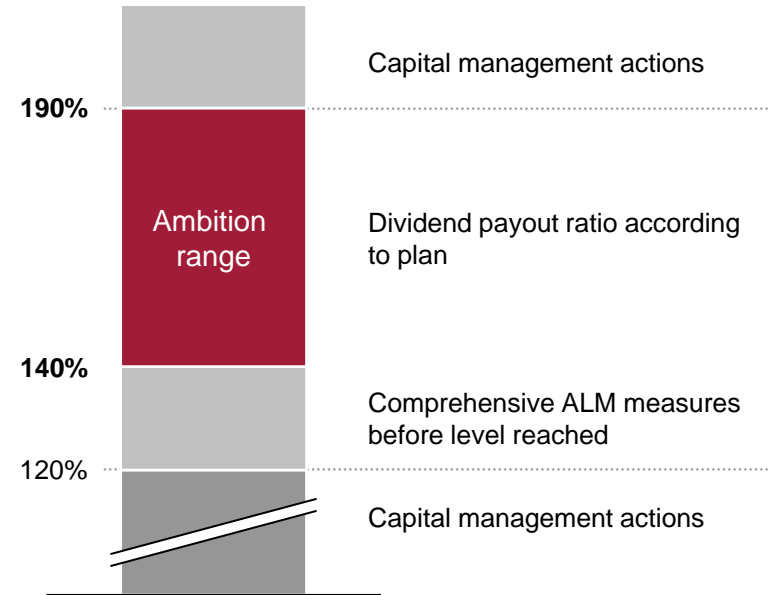 Capital management actions
190%
Ambition
range
Dividend payout ratio according
to plan
140%
Comprehensive ALM measures
before level reached
120%
Capital management actions